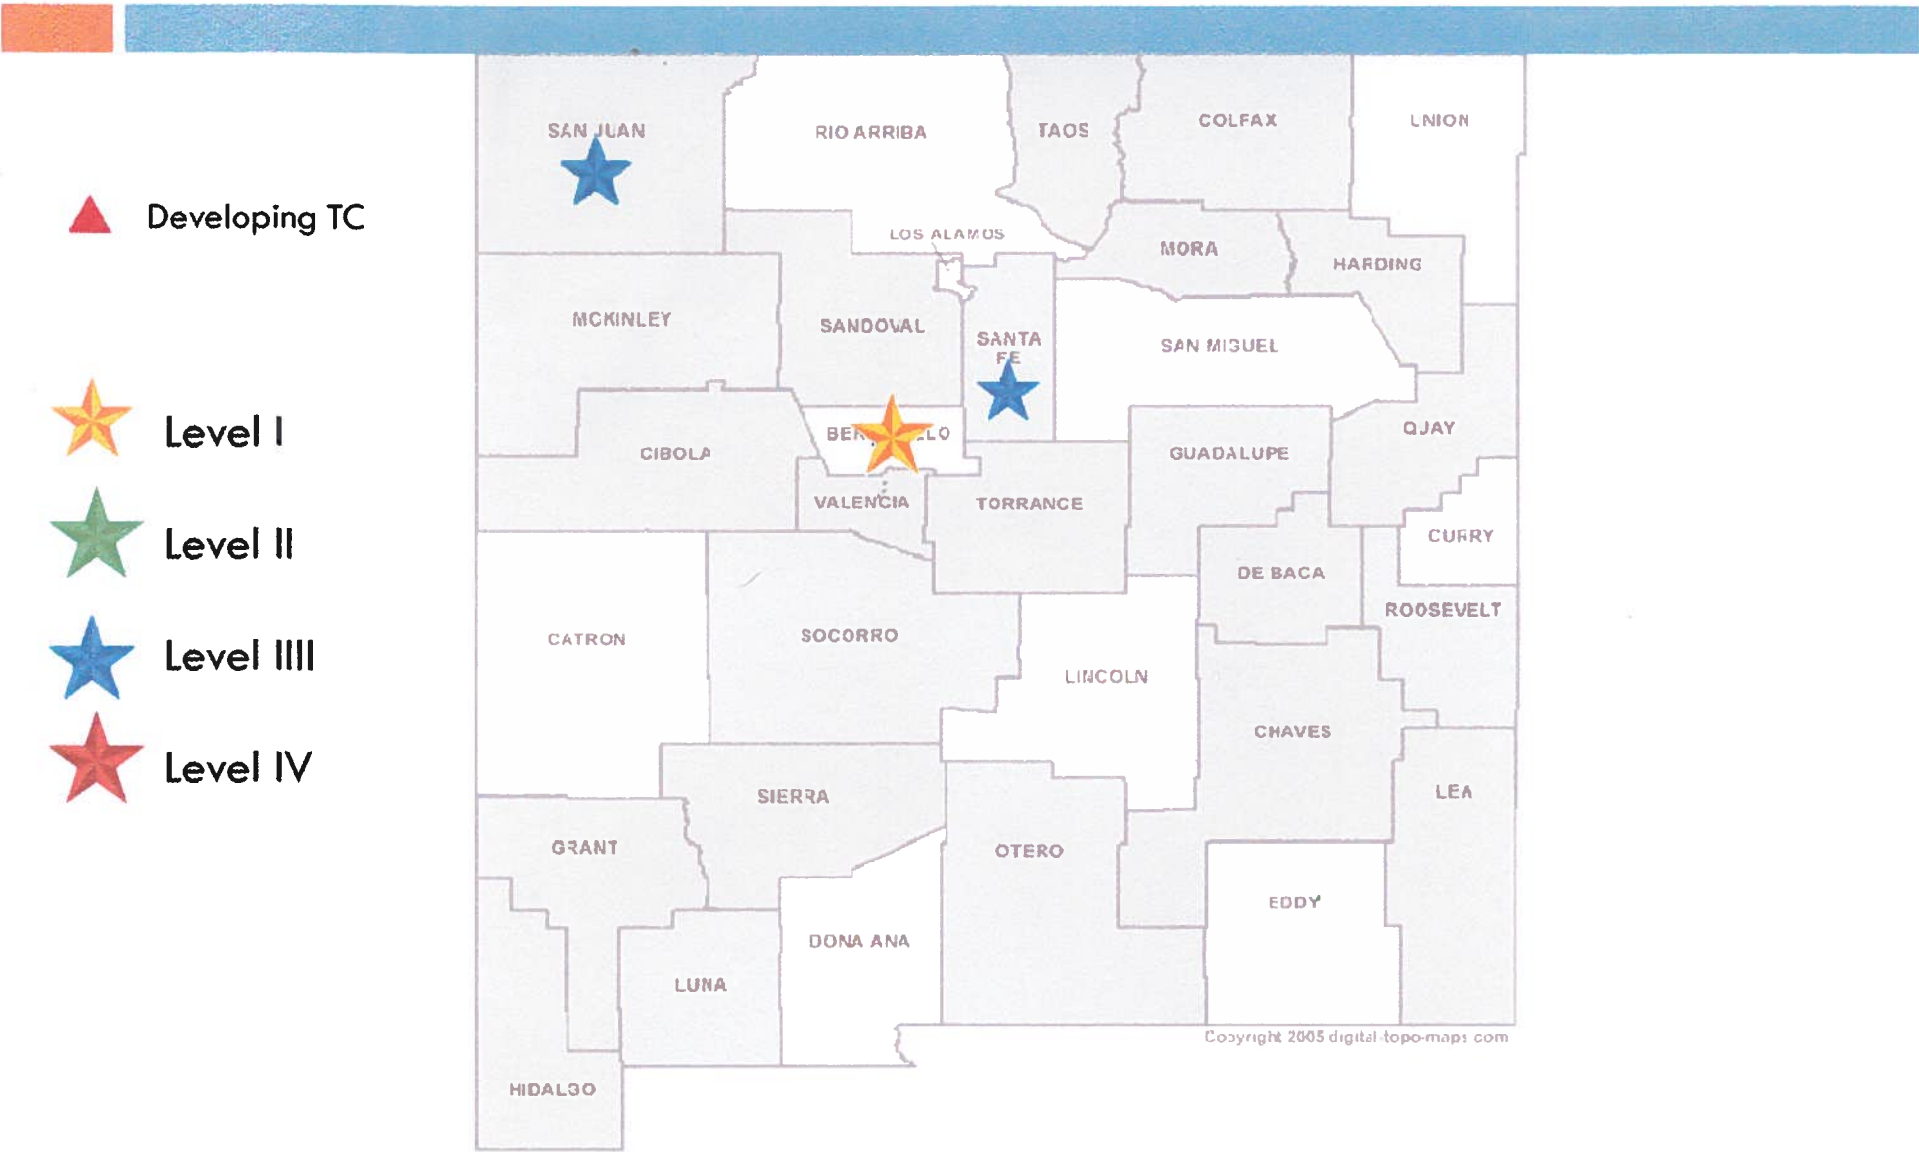 Developing TC
Level I
Level II
Level IIII
Level IV
SAN JUAN
RIO ARRIBA
TAOS
COLFAX
UNION
LOS ALAMOS
MORA
HARDING
MCKINLEY
SANDOVAL
SANTA
FE
SAN MIGUEL
QUAY
CIBOLA
GUADALUPE
VALENCIA
TORRANCE
CURRY
DE BACA
ROOSEVELT
CATRON
SOCORRO
LINCOLN
CHAVES
SIERRA
LEA
GRANT
OTERO
EDDY
DONA ANA
LUNA
Copyright 2005 digital-topo-maps.com
HIDALGO